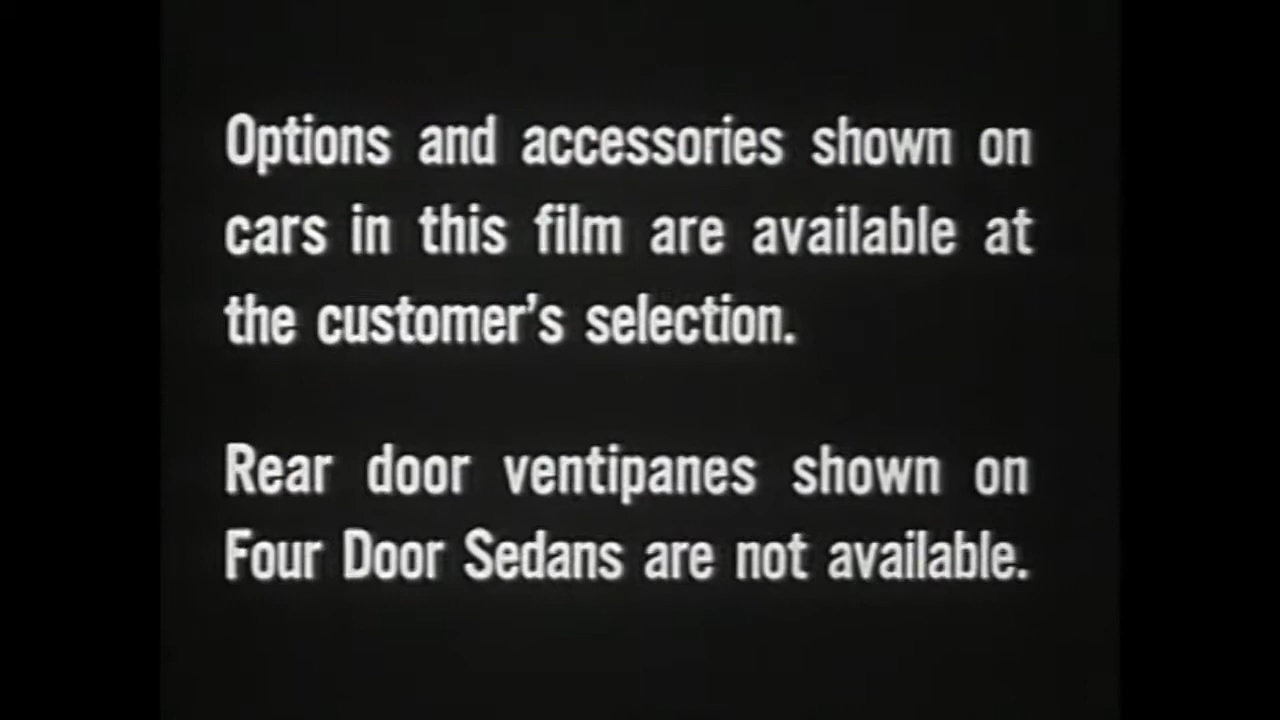 Options and accessories shown on
cars in this film are available at
the customer's selection.
Rear door ventipanes shown on
Four Door Sedans are not available.